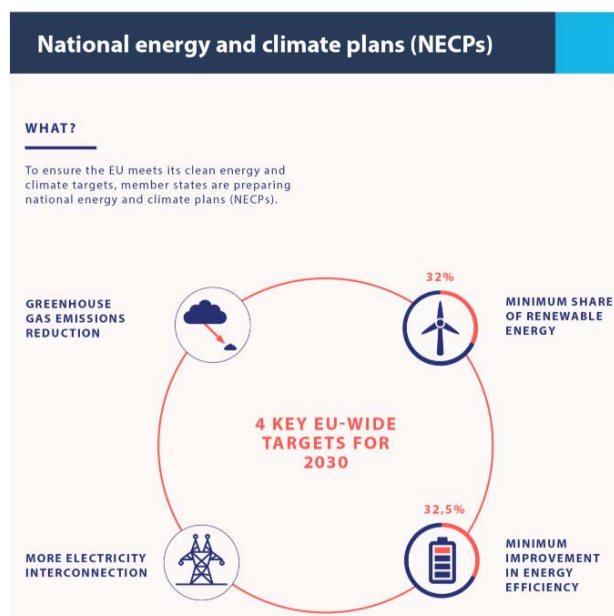 National energy and climate plans (NECPs)
WHAT?
To ensure the EU meets its clean energy and
climate targets, member states are preparing
national energy and climate plans (NECPs).
GREENHOUSE
GAS EMISSIONS
REDUCTION
32%
MINIMUM SHARE
OF RENEWABLE
ENERGY
4 KEY EU-WIDE
TARGETS FOR
2030
MORE ELECTRICITY
INTERCONNECTION
32,5%
MINIMUM
IMPROVEMENT
IN ENERGY
EFFICIENCY